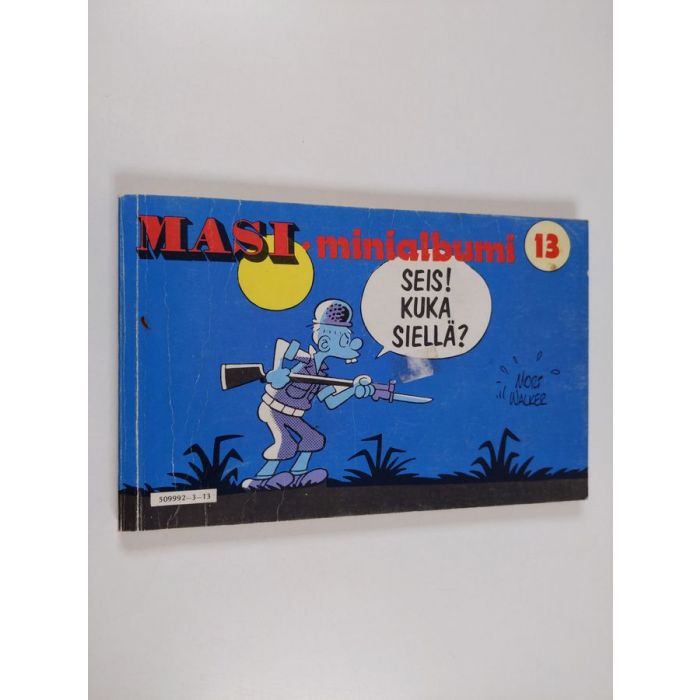 MASI-minialbumi 13
SEIS!
KUKA
SIELLÄ?
MORT
WALKER
509992-3-13